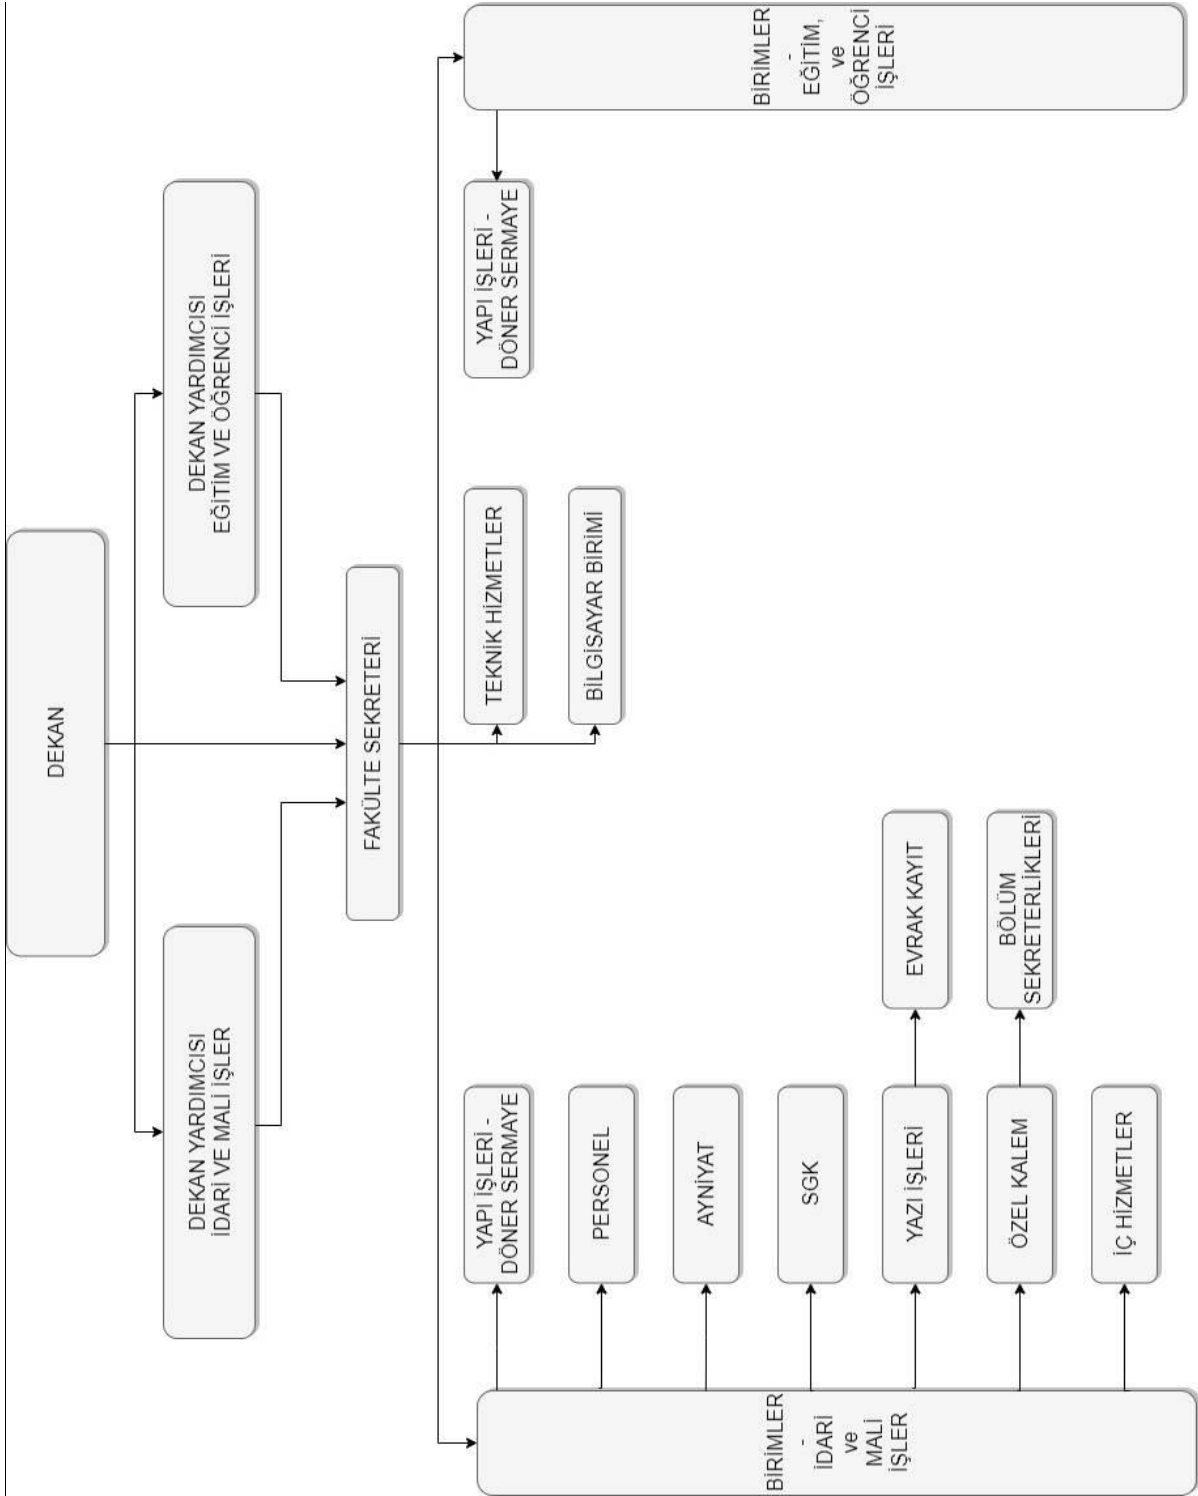 DEKAN
DEKAN YARDIMCISI
İDARİ VE MALİ İŞLER
DEKAN YARDIMCISI
EĞİTİM VE ÖĞRENCİ İŞLERİ
FAKÜLTE SEKRETERİ
BİRİMLER
-
İDARİ
ve
MALİ
İŞLER
YAPI İŞLERİ -
DÖNER SERMAYE
PERSONEL
AYNİYAT
SGK
YAZI İŞLERİ
EVRAK KAYIT
ÖZEL KALEM
BÖLÜM
SEKRETERLİKLERİ
İÇ HİZMETLER
TEKNİK HİZMETLER
BİLGİSAYAR BİRİMİ
YAPI İŞLERİ -
DÖNER SERMAYE
BİRİMLER
-
EĞİTİM,
ve
ÖĞRENCİ
İŞLERİ